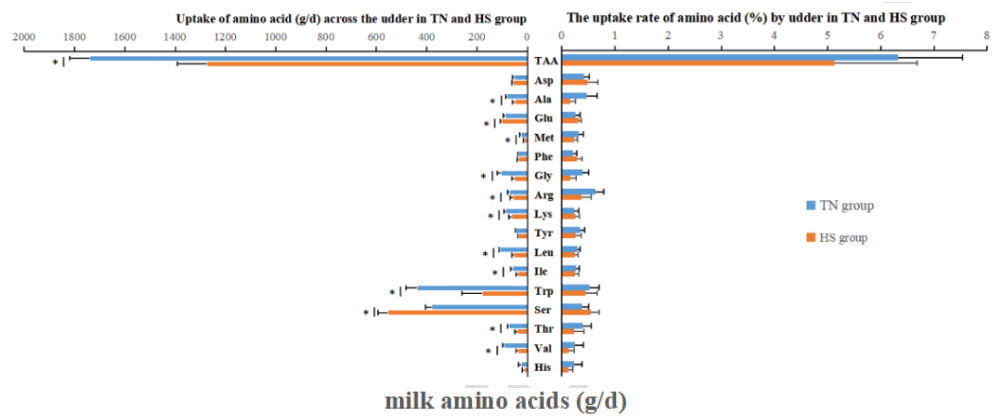 Uptake of amino acid (g/d) across the udder in TN and HS group
The uptake rate of amino acid (%) by udder in TN and HS group
2000 1800 1600 1400 1200 1000 800 600 400 200 0
0 1 2 3 4 5 6 7 8
* TAA
Asp
* Ala
* Glu
* Met
Phe
* Gly
* Arg
* Lys
Tyr
* Leu
* Ile
* Trp
* Ser
* Thr
* Val
His
TN group
HS group
milk amino acids (g/d)